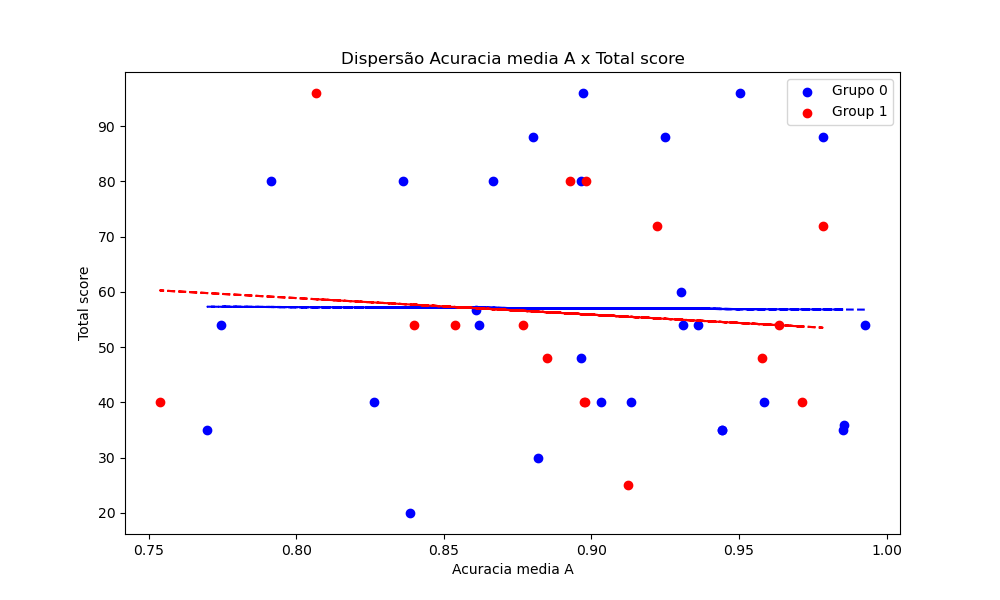 Dispersão Acuracia media A x Total score
Grupo 0
Group 1
Total score
90
80
70
60
50
40
30
20
0.75
0.80
0.85
0.90
0.95
1.00
Acuracia media A